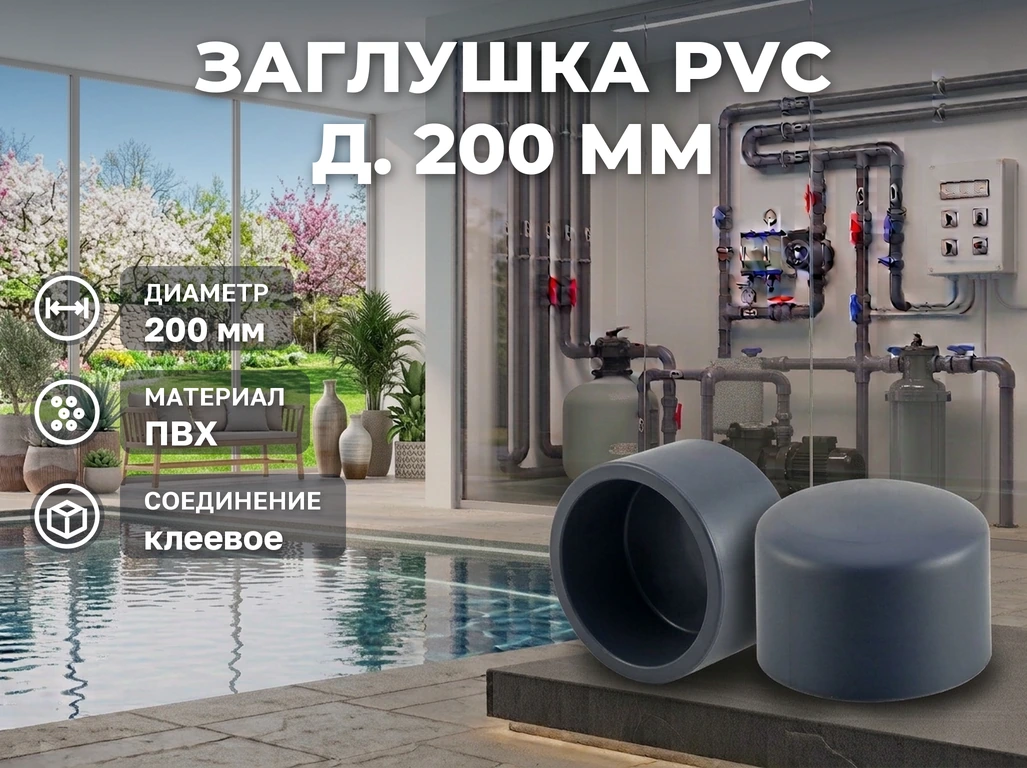 ЗАГЛУШКА PVC
Д. 200 ММ
ДИАМЕТР
200 мм
МАТЕРИАЛ
ПВХ
СОЕДИНЕНИЕ
клеевое